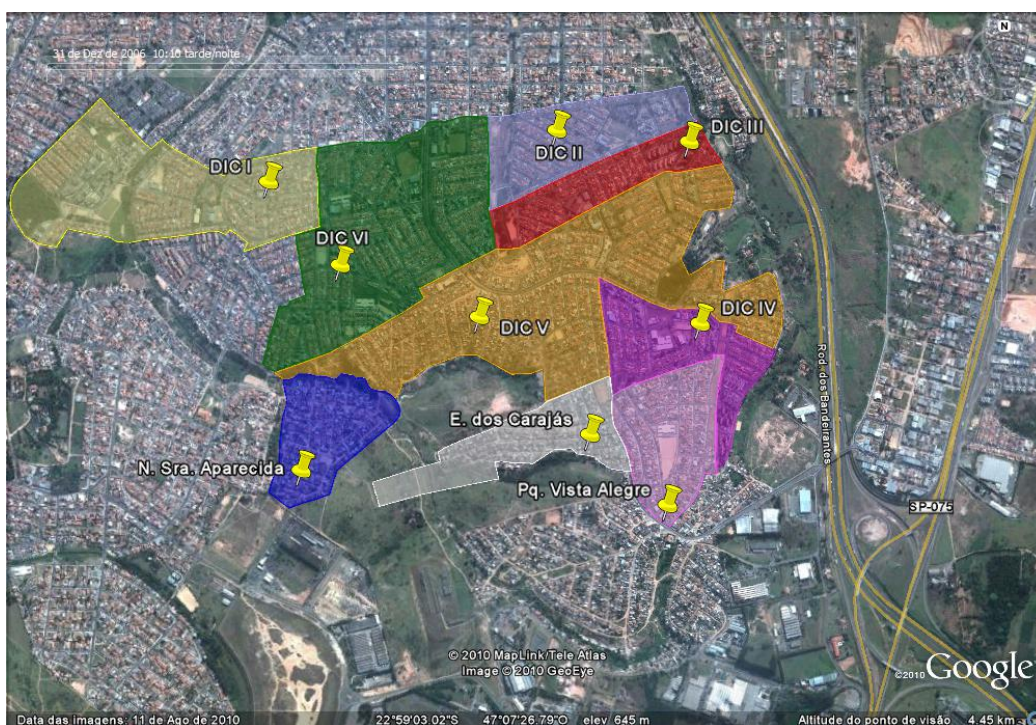 31 de Dez de 2006 10:10 tarde/noite
N
DIC III
DIC II
DIC I
DIC VI
DIC IV
DIC V
E. dos Carajás
N. Sra. Aparecida
Pq. Vista Alegre
Rod. dos Bandeirantes
SP-075
© 2010 MapLink/Tele Atlas
Image © 2010 GeoEye
©2010 Google
Data das imagens: 11 de Ago de 2010 22°59'03.02"S 47°07'26.79"O elev 645 m Altitude do ponto de visão 4.45 km